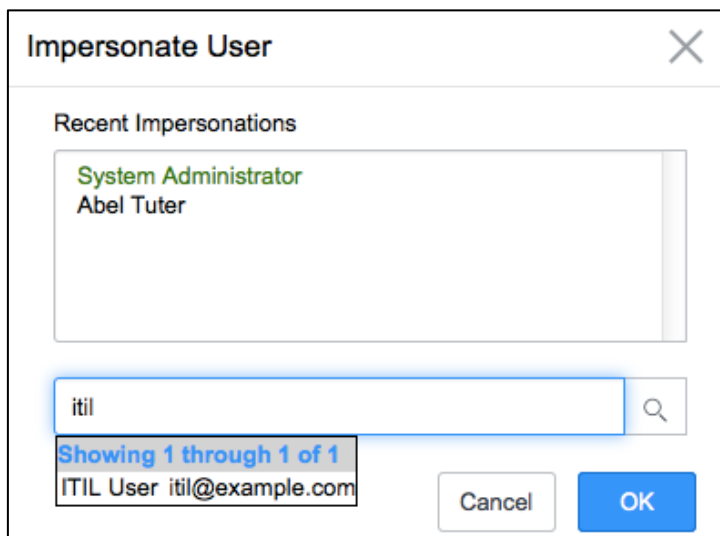 Impersonate User
Recent Impersonations
System Administrator
Abel Tuter
itil
Showing 1 through 1 of 1
ITIL User itil@example.com
Cancel
OK